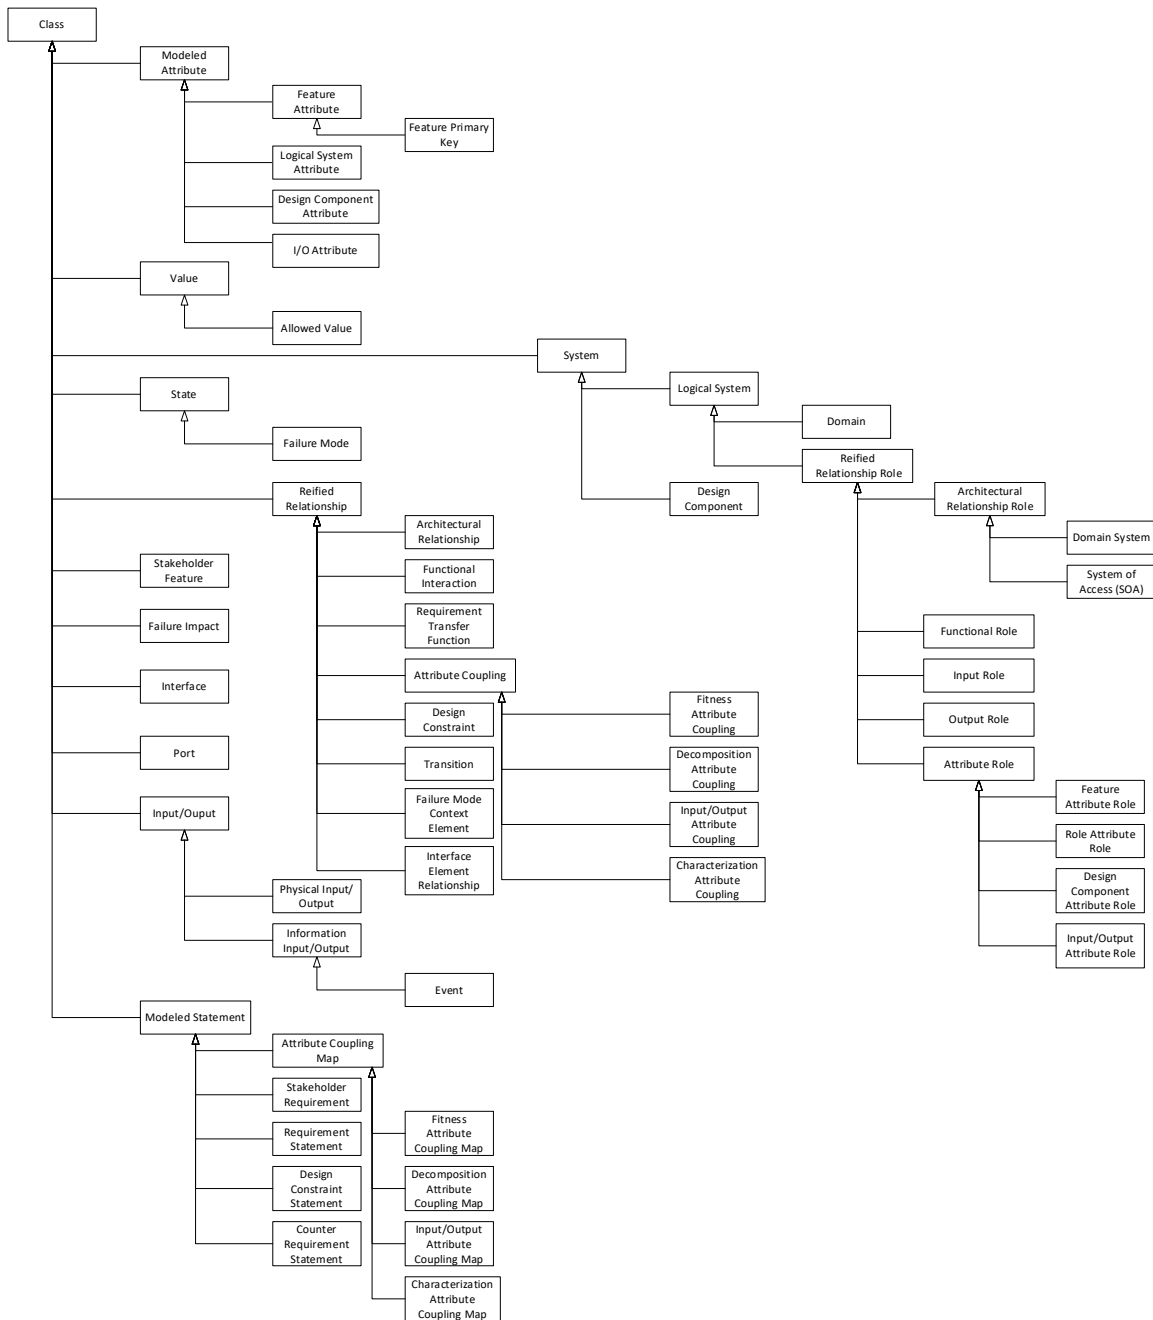 Class
Modeled
Attribute
Feature
Attribute
Feature Primary
Key
Logical System
Attribute
Design Component
Attribute
I/O Attribute
Value
Allowed Value
System
Logical System
Domain
Reified
Relationship Role
Architectural
Relationship Role
Domain System
System of
Access (SOA)
Functional Role
Input Role
Output Role
Attribute Role
Feature
Attribute Role
Role Attribute
Role
Design
Component
Attribute Role
Input/Output
Attribute Role
Design
Component
State
Failure Mode
Reified
Relationship
Architectural
Relationship
Functional
Interaction
Requirement
Transfer
Function
Attribute Coupling
Fitness
Attribute
Coupling
Decomposition
Attribute
Coupling
Input/Output
Attribute
Coupling
Characterization
Attribute
Coupling
Design
Constraint
Transition
Failure Mode
Context
Element
Interface
Element
Relationship
Stakeholder
Feature
Failure Impact
Interface
Port
Input/Ouput
Physical Input/
Output
Information
Input/Output
Event
Modeled Statement
Attribute Coupling
Map
Fitness
Attribute
Coupling Map
Decomposition
Attribute
Coupling Map
Input/Output
Attribute
Coupling Map
Characterization
Attribute
Coupling Map
Stakeholder
Requirement
Requirement
Statement
Design
Constraint
Statement
Counter
Requirement
Statement